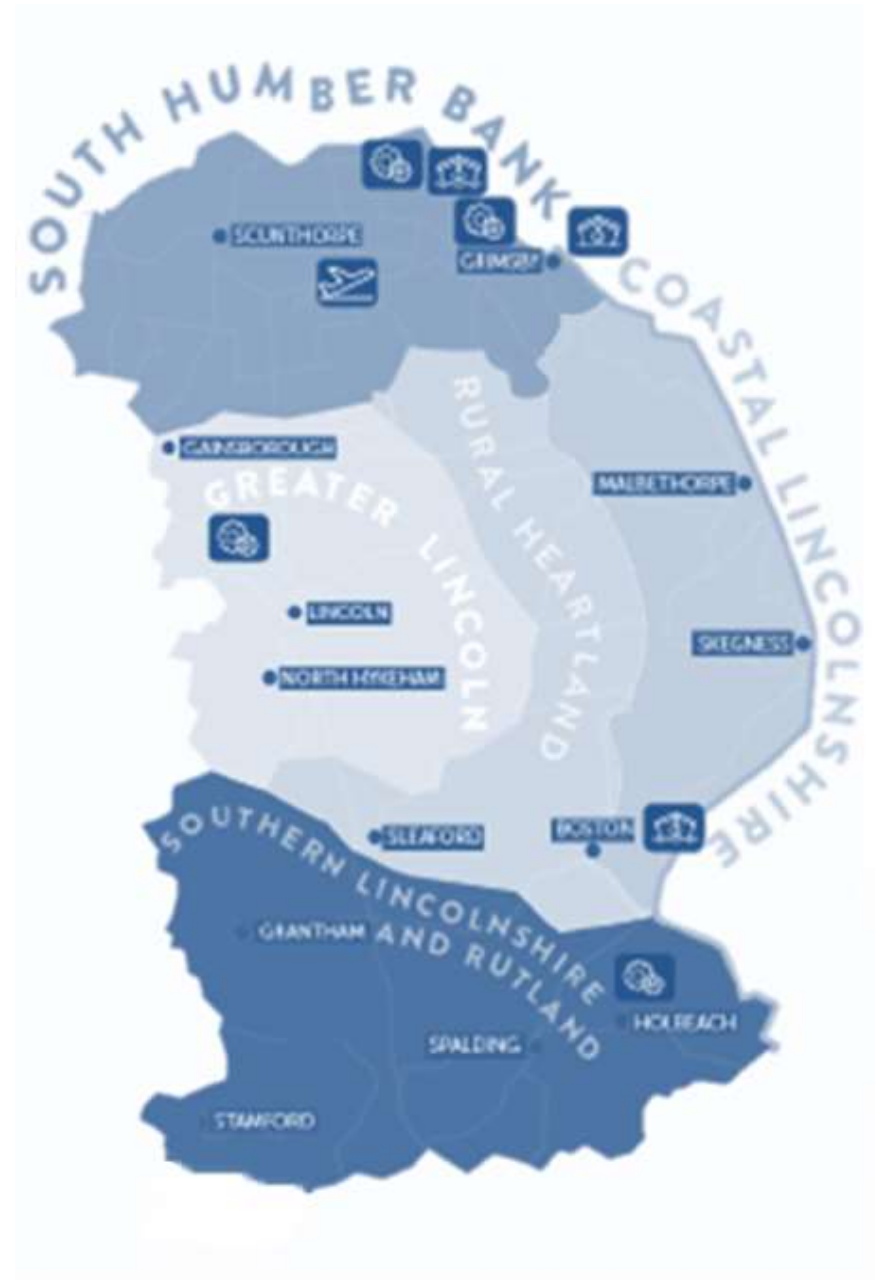 SOUTH HUMBER BANK
COASTAL LINCOLNSHIRE
SCUNTHORPE
GRIMSBY
RURAL HEARTLAND
GAINSBOROUGH
GREATER LINCOLN
MALBETHORPE
LINCOLN
SKEGNESS
NORTH HYKEHAM
SLEAFORD
BOSTON
SOUTHERN LINCOLNSHIRE
AND RUTLAND
GRANTHAM
HOLBEACH
SPALDING
STAMFORD